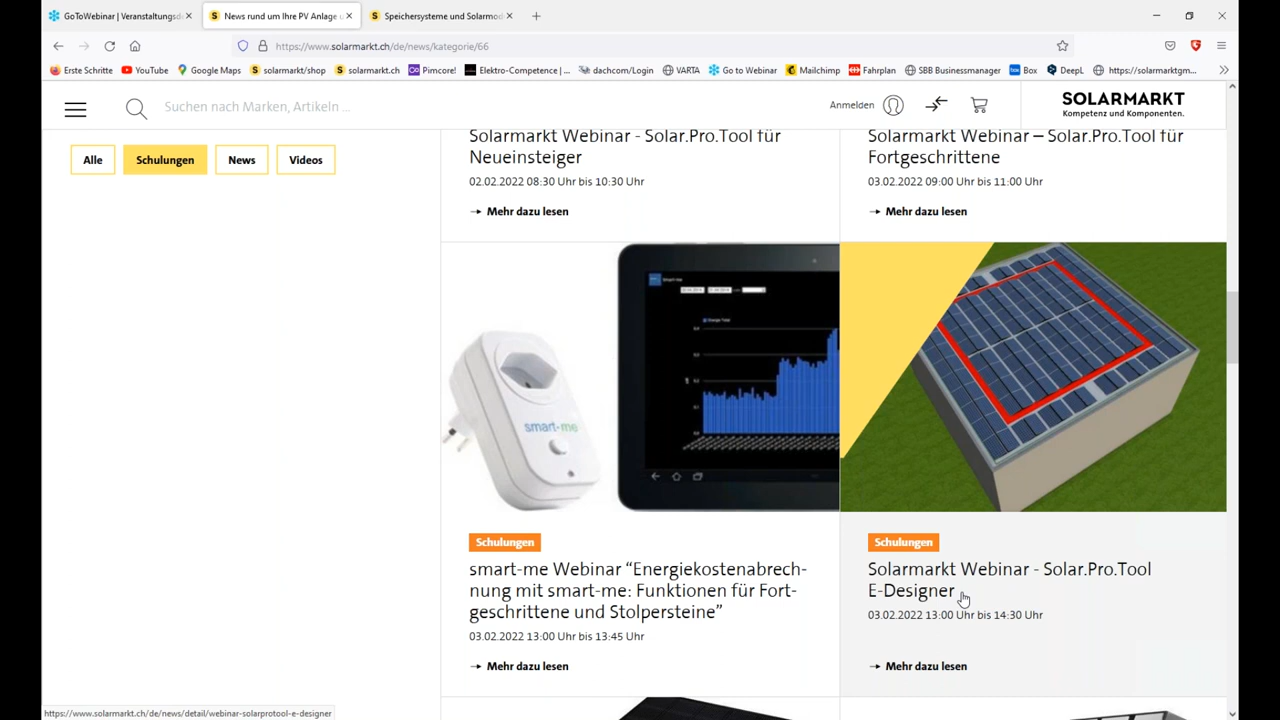 GoToWebinar | Veranstaltungsde
News rund um Ihre PV Anlage u
Speichersysteme und Solarmod
https://www.solarmarkt.ch/de/news/kategorie/66
Erste Schritte
YouTube
Google Maps
solarmarkt/shop
solarmarkt.ch
Pimcore!
Elektro-Competence | ...
dachcom/Login
VARTA
Go to Webinar
Mailchimp
Fahrplan
SBB Businessmanager
Box
DeepL
https://solarmarktgm...
Suchen nach Marken, Artikeln ...
Anmelden
SOLARMARKT
Kompetenz und Komponenten.
Alle
Schulungen
News
Videos
Solarmarkt Webinar - Solar.Pro.Tool für
Neueinsteiger
02.02.2022 08:30 Uhr bis 10:30 Uhr
→ Mehr dazu lesen
Solarmarkt Webinar – Solar.Pro.Tool für
Fortgeschrittene
03.02.2022 09:00 Uhr bis 11:00 Uhr
→ Mehr dazu lesen
smart-me
Schulungen
smart-me Webinar “Energiekostenabrech-
nung mit smart-me: Funktionen für Fort-
geschrittene und Stolpersteine”
03.02.2022 13:00 Uhr bis 13:45 Uhr
→ Mehr dazu lesen
Schulungen
Solarmarkt Webinar - Solar.Pro.Tool
E-Designer
03.02.2022 13:00 Uhr bis 14:30 Uhr
→ Mehr dazu lesen
https://www.solarmarkt.ch/de/news/detail/webinar-solarprotool-e-designer